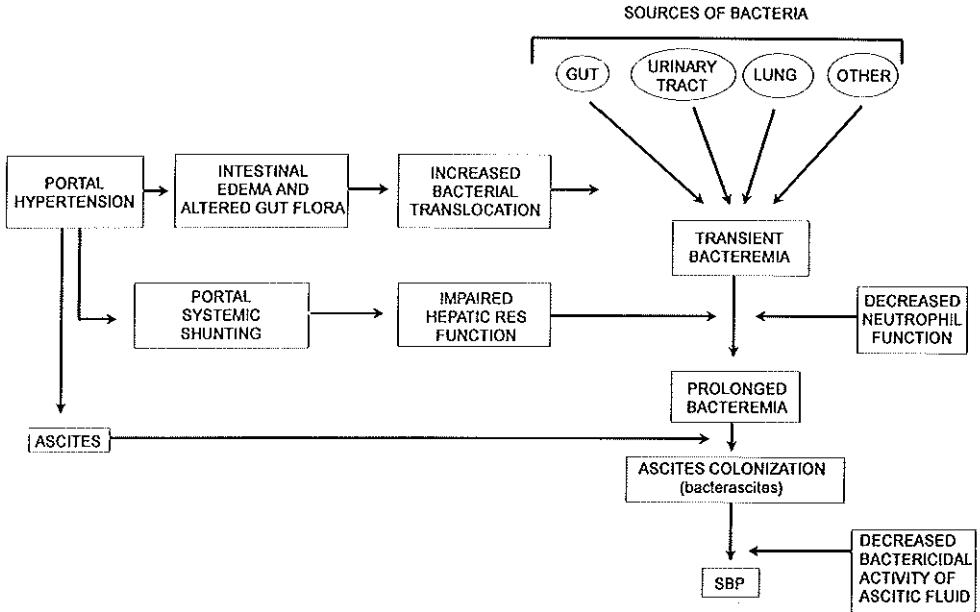 SOURCES OF BACTERIA
GUT
URINARY
TRACT
LUNG
OTHER
PORTAL
HYPERTENSION
INTESTINAL
EDEMA AND
ALTERED GUT FLORA
INCREASED
BACTERIAL
TRANSLOCATION
TRANSIENT
BACTEREMIA
PORTAL
SYSTEMIC
SHUNTING
IMPAIRED
HEPATIC RES
FUNCTION
DECREASED
NEUTROPHIL
FUNCTION
PROLONGED
BACTEREMIA
ASCITES
ASCITES COLONIZATION
(bacterascites)
DECREASED
BACTERICIDAL
ACTIVITY OF
ASCITIC FLUID
SBP